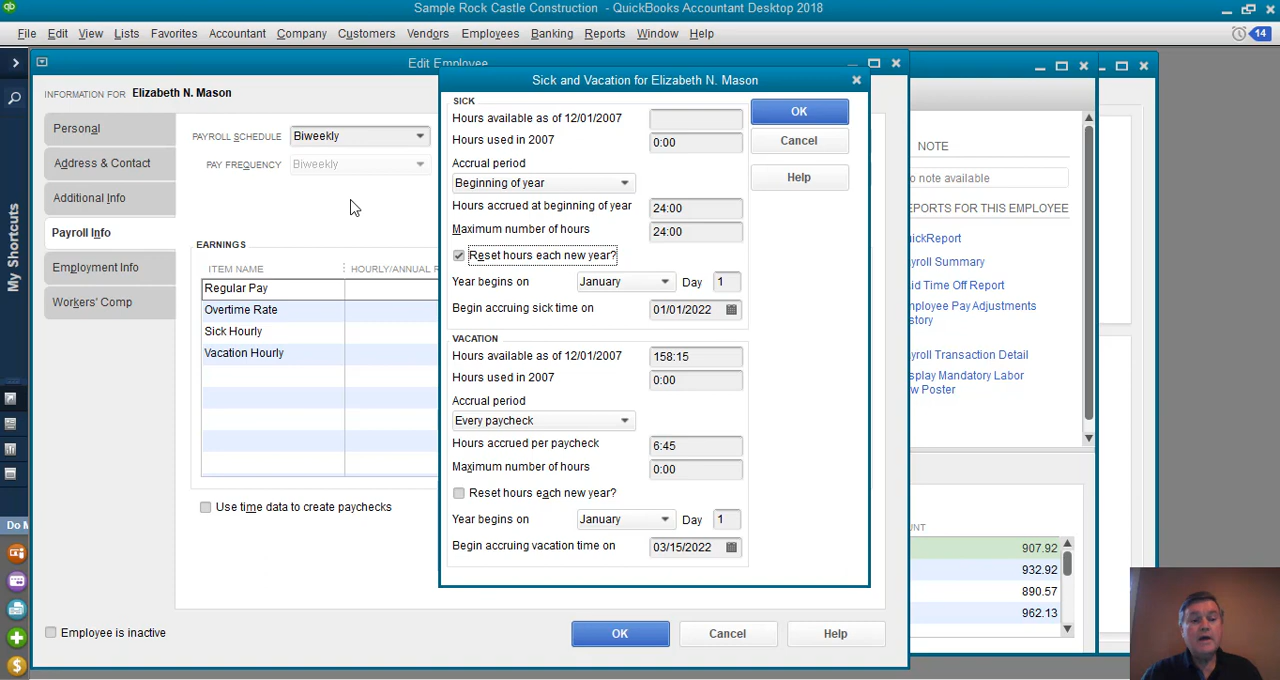 Sample Rock Castle Construction - QuickBooks Accountant Desktop 2018
File Edit View Lists Favorites Accountant Company Customers Vendors Employees Banking Reports Window Help
14
My Shortcuts
Do M
Edit Employee
INFORMATION FOR Elizabeth N. Mason
Personal
Address & Contact
Additional Info
Payroll Info
Employment Info
Workers' Comp
PAYROLL SCHEDULE Biweekly
PAY FREQUENCY Biweekly
EARNINGS
ITEM NAME HOURLY/ANNUAL R
Regular Pay
Overtime Rate
Sick Hourly
Vacation Hourly
Use time data to create paychecks
Employee is inactive
OK Cancel Help
Sick and Vacation for Elizabeth N. Mason
SICK
Hours available as of 12/01/2007
Hours used in 2007 0:00
Accrual period
Beginning of year
Hours accrued at beginning of year 24:00
Maximum number of hours 24:00
Reset hours each new year?
Year begins on January Day 1
Begin accruing sick time on 01/01/2022
VACATION
Hours available as of 12/01/2007 158:15
Hours used in 2007 0:00
Accrual period
Every paycheck
Hours accrued per paycheck 6:45
Maximum number of hours 0:00
Reset hours each new year?
Year begins on January Day 1
Begin accruing vacation time on 03/15/2022
OK
Cancel
Help
NOTE
o note available
EPORTS FOR THIS EMPLOYEE
uickReport
ayroll Summary
aid Time Off Report
mployee Pay Adjustments
story
ayroll Transaction Detail
splay Mandatory Labor
w Poster
UNT
907.92
932.92
890.57
962.13